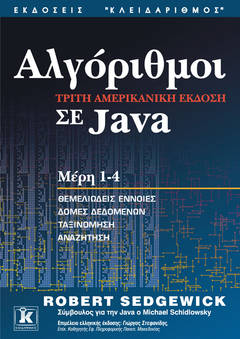 ΕΚΔΟΣΕΙΣ "ΚΛΕΙΔΑΡΙΘΜΟΣ"
Αλγόριθμοι
ΤΡΙΤΗ ΑΜΕΡΙΚΑΝΙΚΗ ΕΚΔΟΣΗ
ΣΕ Java
Μέρη 1-4
ΘΕΜΕΛΙΩΔΕΙΣ ΕΝΝΟΙΕΣ
ΔΟΜΕΣ ΔΕΔΟΜΕΝΩΝ
ΤΑΞΙΝΟΜΗΣΗ
ΑΝΑΖΗΤΗΣΗ
ROBERT SEDGEWICK
Σύμβουλος για την Java ο Michael Schidlowsky
Επιμέλεια ελληνικής έκδοσης: Γιώργος Στεφανίδης,
Επίκ. Καθηγητής Εφ. Πληροφορικής Πανεπ. Μακεδονίας